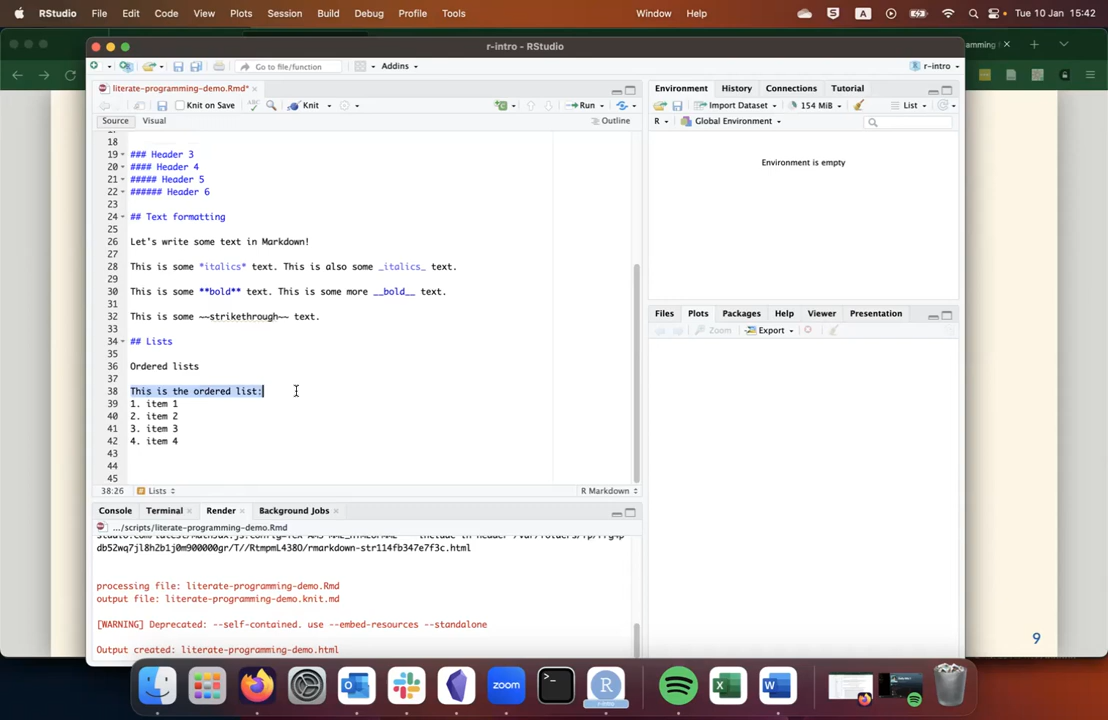 RStudio File Edit Code View Plots Session Build Debug Profile Tools Window Help A Tue 10 Jan 15:42
r-intro - RStudio
amming
Go to file/function Addins r-intro
literate-programming-demo.Rmd*
Knit on Save Knit Run
Source Visual Outline
18
19 ### Header 3
20 #### Header 4
21 ##### Header 5
22 ###### Header 6
23
24 ## Text formatting
25
26 Let's write some text in Markdown!
27
28 This is some *italics* text. This is also some _italics_ text.
29
30 This is some **bold** text. This is some more __bold__ text.
31
32 This is some ~~strikethrough~~ text.
33
34 ## Lists
35
36 Ordered lists
37
38 This is the ordered list:
39 1. item 1
40 2. item 2
41 3. item 3
42 4. item 4
43
44
45
38:26 Lists R Markdown
Console Terminal Render Background Jobs
.../scripts/literate-programming-demo.Rmd
db52wq7jl8h2b1j0m900000gr/T//RtmpmL438O/rmarkdown-str114fb347e7f3c.html
processing file: literate-programming-demo.Rmd
output file: literate-programming-demo.knit.md
[WARNING] Deprecated: --self-contained. use --embed-resources --standalone
Output created: literate-programming-demo.html
Environment History Connections Tutorial
Import Dataset 154 MiB List
R Global Environment
Environment is empty
Files Plots Packages Help Viewer Presentation
Zoom Export
9
zoom
R
r-intro
X
W